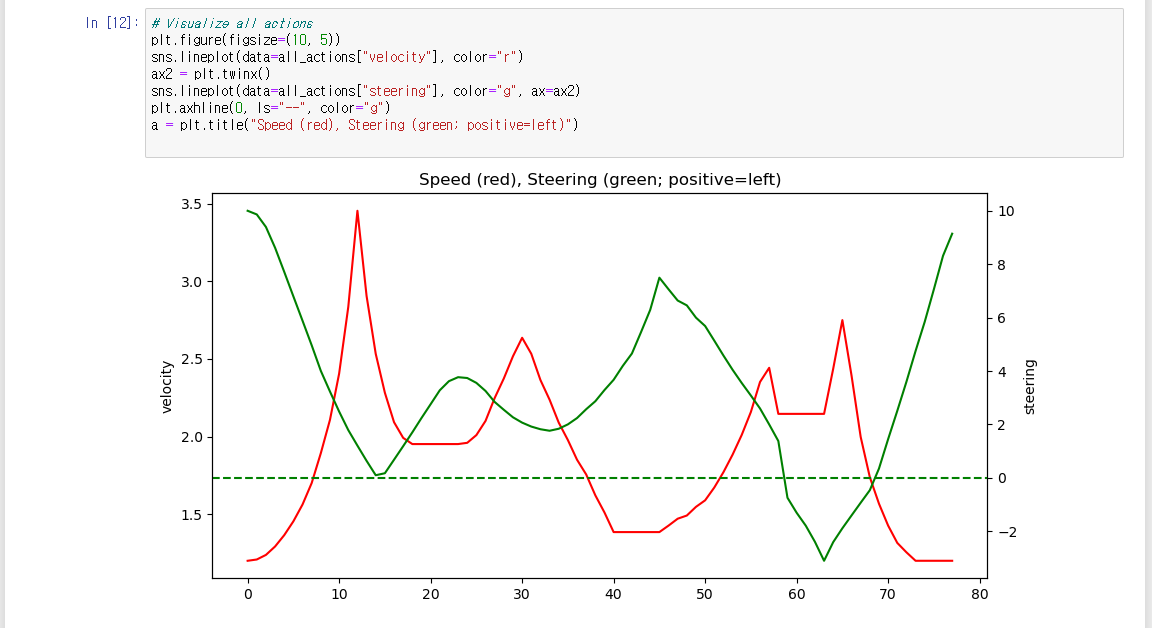 In [12]:
# Visualize all actions
plt.figure(figsize=(10, 5))
sns.lineplot(data=all_actions["velocity"], color="r")
ax2 = plt.twinx()
sns.lineplot(data=all_actions["steering"], color="g", ax=ax2)
plt.axhline(0, ls="--", color="g")
a = plt.title("Speed (red), Steering (green; positive=left)")
Speed (red), Steering (green; positive=left)
3.5
3.0
2.5
2.0
1.5
velocity
10
8
6
4
2
0
−2
steering
0 10 20 30 40 50 60 70 80